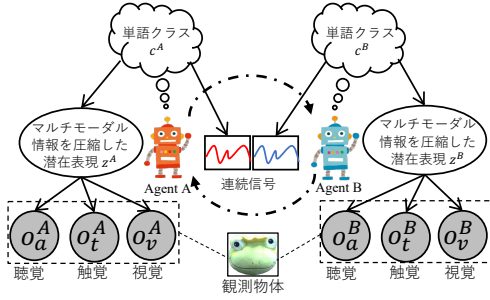 単語クラス
c^A
単語クラス
c^B
マルチモーダル
情報を圧縮した
潜在表現 z^A
マルチモーダル
情報を圧縮した
潜在表現 z^B
Agent A
連続信号
Agent B
O_a^A
O_t^A
O_v^A
聴覚
触覚
視覚
O_a^B
O_t^B
O_v^B
聴覚
触覚
視覚
観測物体